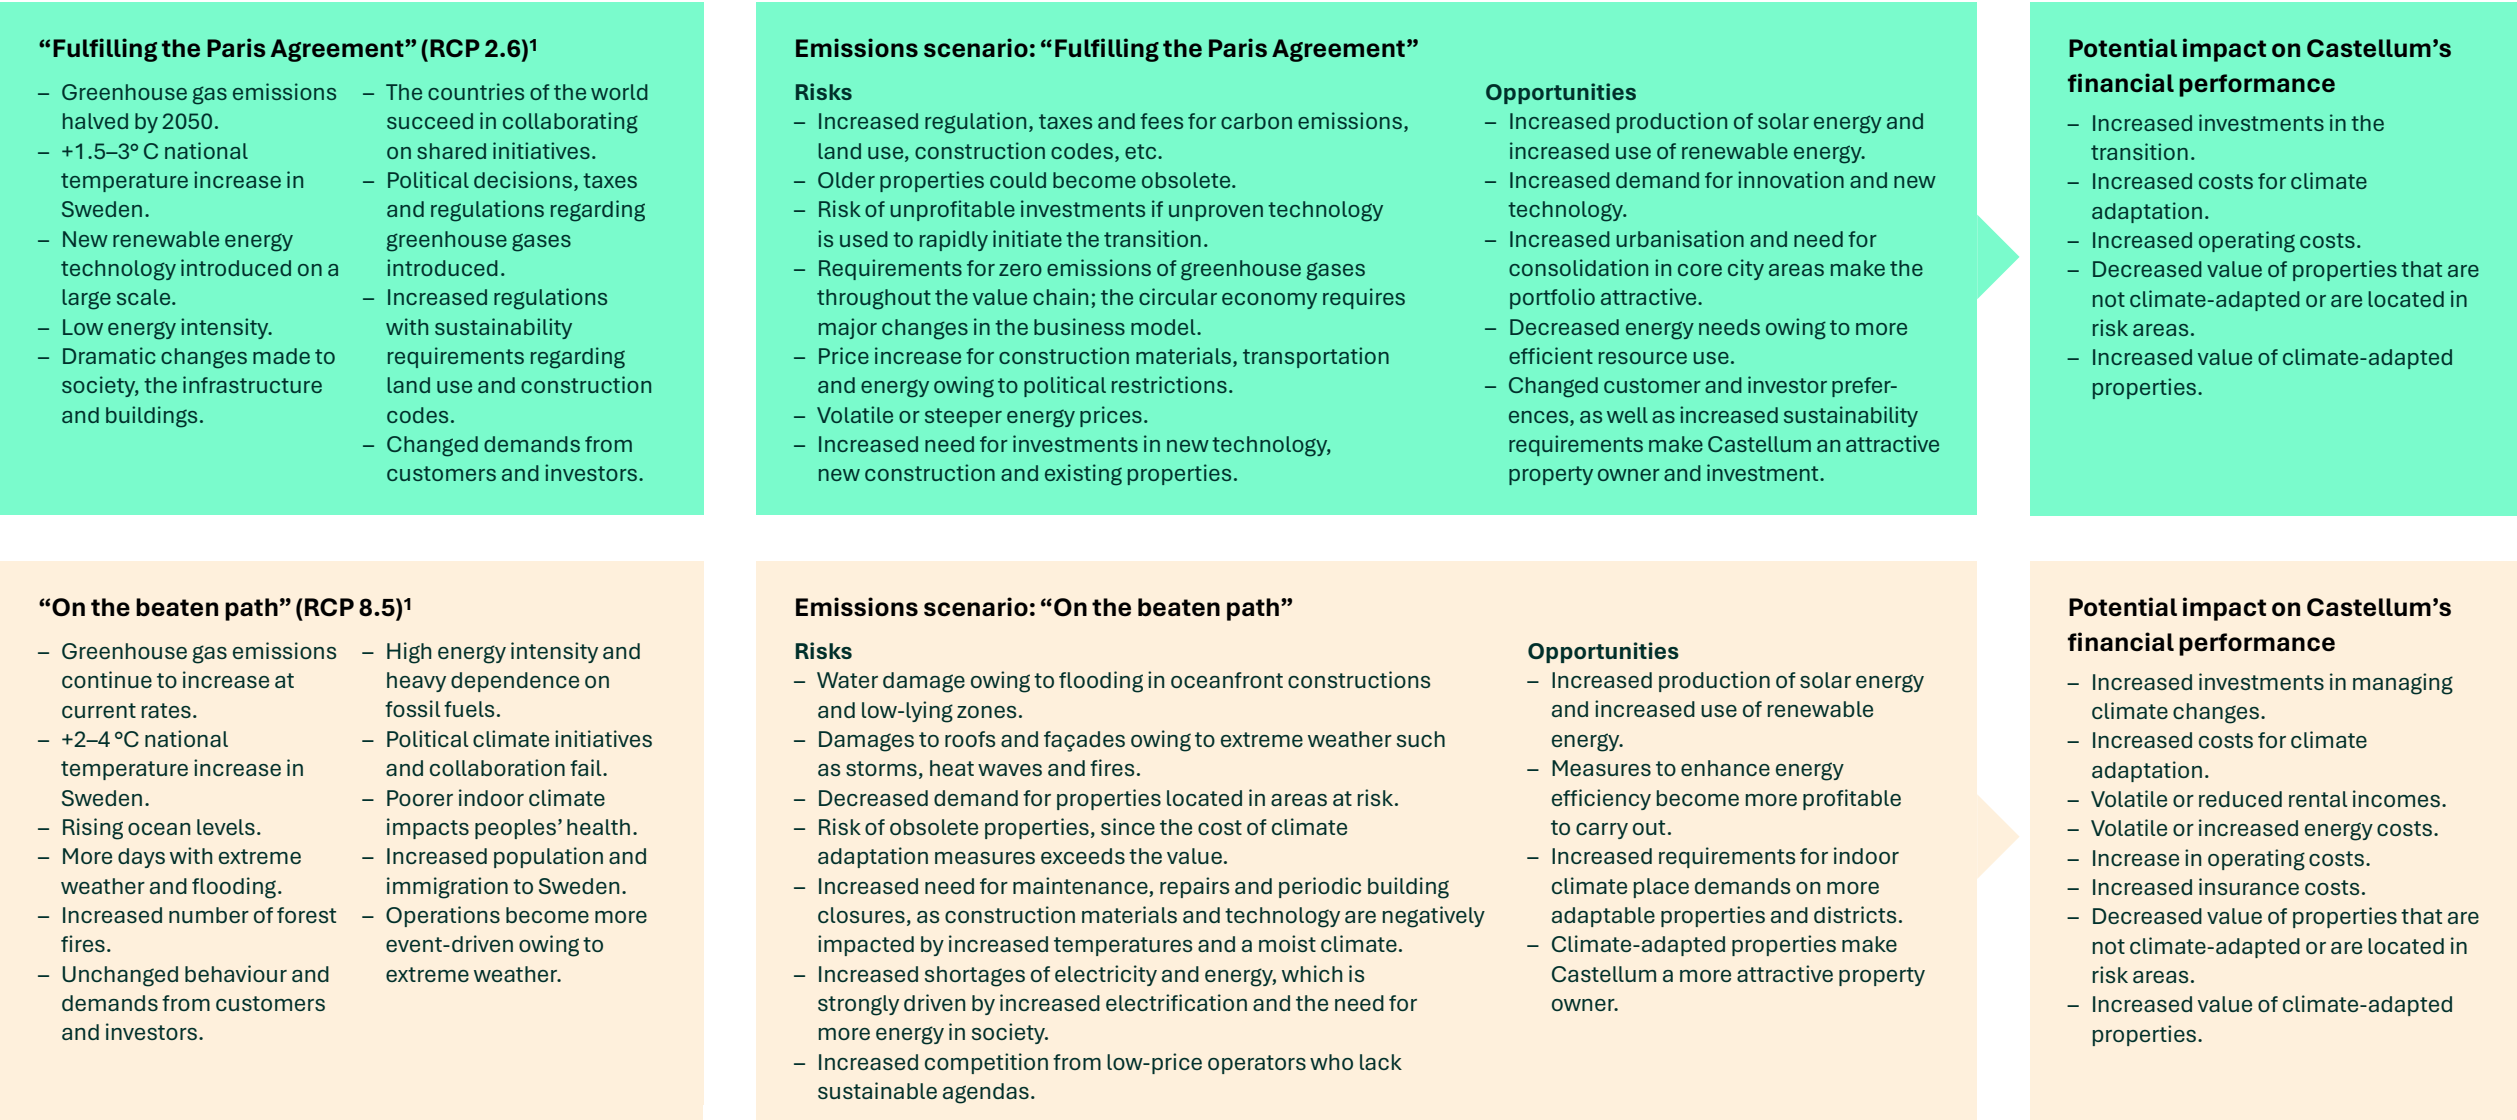 “Fulfilling the Paris Agreement” (RCP 2.6)¹
– Greenhouse gas emissions
halved by 2050.
– +1.5–3° C national
temperature increase in
Sweden.
– New renewable energy
technology introduced on a
large scale.
– Low energy intensity.
– Dramatic changes made to
society, the infrastructure
and buildings.
– The countries of the world
succeed in collaborating
on shared initiatives.
– Political decisions, taxes
and regulations regarding
greenhouse gases
introduced.
– Increased regulations
with sustainability
requirements regarding
land use and construction
codes.
– Changed demands from
customers and investors.
Emissions scenario: “Fulfilling the Paris Agreement”
Risks
– Increased regulation, taxes and fees for carbon emissions,
land use, construction codes, etc.
– Older properties could become obsolete.
– Risk of unprofitable investments if unproven technology
is used to rapidly initiate the transition.
– Requirements for zero emissions of greenhouse gases
throughout the value chain; the circular economy requires
major changes in the business model.
– Price increase for construction materials, transportation
and energy owing to political restrictions.
– Volatile or steeper energy prices.
– Increased need for investments in new technology,
new construction and existing properties.
Opportunities
– Increased production of solar energy and
increased use of renewable energy.
– Increased demand for innovation and new
technology.
– Increased urbanisation and need for
consolidation in core city areas make the
portfolio attractive.
– Decreased energy needs owing to more
efficient resource use.
– Changed customer and investor prefer-
ences, as well as increased sustainability
requirements make Castellum an attractive
property owner and investment.
Potential impact on Castellum’s
financial performance
– Increased investments in the
transition.
– Increased costs for climate
adaptation.
– Increased operating costs.
– Decreased value of properties that are
not climate-adapted or are located in
risk areas.
– Increased value of climate-adapted
properties.
“On the beaten path” (RCP 8.5)¹
– Greenhouse gas emissions
continue to increase at
current rates.
– +2–4 °C national
temperature increase in
Sweden.
– Rising ocean levels.
– More days with extreme
weather and flooding.
– Increased number of forest
fires.
– Unchanged behaviour and
demands from customers
and investors.
– High energy intensity and
heavy dependence on
fossil fuels.
– Political climate initiatives
and collaboration fail.
– Poorer indoor climate
impacts peoples’ health.
– Increased population and
immigration to Sweden.
– Operations become more
event-driven owing to
extreme weather.
Emissions scenario: “On the beaten path”
Risks
– Water damage owing to flooding in oceanfront constructions
and low-lying zones.
– Damages to roofs and façades owing to extreme weather such
as storms, heat waves and fires.
– Decreased demand for properties located in areas at risk.
– Risk of obsolete properties, since the cost of climate
adaptation measures exceeds the value.
– Increased need for maintenance, repairs and periodic building
closures, as construction materials and technology are negatively
impacted by increased temperatures and a moist climate.
– Increased shortages of electricity and energy, which is
strongly driven by increased electrification and the need for
more energy in society.
– Increased competition from low-price operators who lack
sustainable agendas.
Opportunities
– Increased production of solar energy
and increased use of renewable
energy.
– Measures to enhance energy
efficiency become more profitable
to carry out.
– Increased requirements for indoor
climate place demands on more
adaptable properties and districts.
– Climate-adapted properties make
Castellum a more attractive property
owner.
Potential impact on Castellum’s
financial performance
– Increased investments in managing
climate changes.
– Increased costs for climate
adaptation.
– Volatile or reduced rental incomes.
– Volatile or increased energy costs.
– Increase in operating costs.
– Increased insurance costs.
– Decreased value of properties that are
not climate-adapted or are located in
risk areas.
– Increased value of climate-adapted
properties.